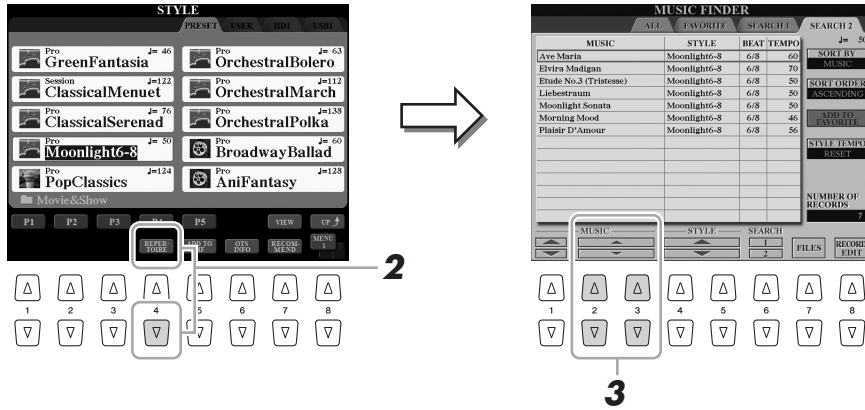 STYLE
PRESET USER HD1 USB1
Pro ♩= 46
GreenFantasia
Pro ♩= 63
OrchestralBolero
Session ♩=122
ClassicalMenuet
Pro ♩=112
OrchestralMarch
Pro ♩= 76
ClassicalSerenad
Pro ♩=138
OrchestralPolka
Pro ♩= 50
Moonlight6-8
Pro ♩= 60
BroadwayBallad
Pro ♩=124
PopClassics
Pro ♩=128
AniFantasy
Movie&Show
P1 P2 P3 P4 P5 VIEW UP
REPER-
TOIRE
ADD TO
MF
OTS
INFO
RECOM-
MEND
MENU
1
2
1 2 3 4 5 6 7 8
MUSIC FINDER
ALL FAVORITE SEARCH 1 SEARCH 2
♩= 50
MUSIC STYLE BEAT TEMPO
Ave Maria Moonlight6-8 6/8 60
Elvira Madigan Moonlight6-8 6/8 70
Etude No.3 (Tristesse) Moonlight6-8 6/8 50
Liebestraum Moonlight6-8 6/8 50
Moonlight Sonata Moonlight6-8 6/8 50
Morning Mood Moonlight6-8 6/8 46
Plaisir D'Amour Moonlight6-8 6/8 56
SORT BY
MUSIC
SORT ORDER
ASCENDING
ADD TO
FAVORITE
STYLE TEMPO
RESET
NUMBER OF
RECORDS
7
MUSIC STYLE SEARCH
1
2
FILES
RECORD
EDIT
1 2 3 4 5 6 7 8
3